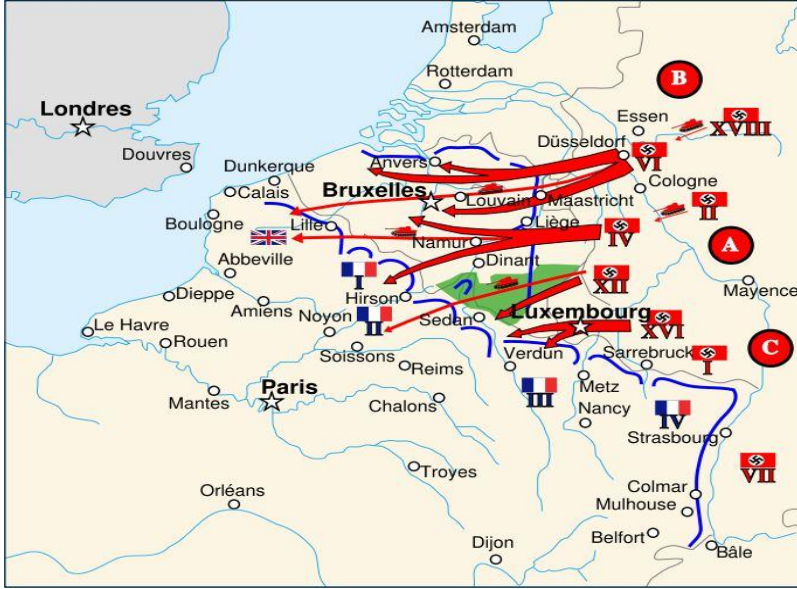 Amsterdam
Rotterdam
B
Londres
Essen
XVIII
Douvres
Düsseldorf
VI
Dunkerque
Anvers
Calais
Bruxelles
Louvain
Maastricht
Cologne
II
Boulogne
Lille
Liège
IV
Namur
A
Abbeville
Dinant
I
XII
Mayence
Dieppe
Hirson
Amiens
Noyon
II
Sedan
Luxembourg
XVI
Le Havre
Rouen
Soissons
Verdun
Sarrebruck
C
I
Reims
Metz
Mantes
Paris
Chalons
III
Nancy
IV
Strasbourg
Troyes
VII
Orléans
Colmar
Mulhouse
Dijon
Belfort
Bâle